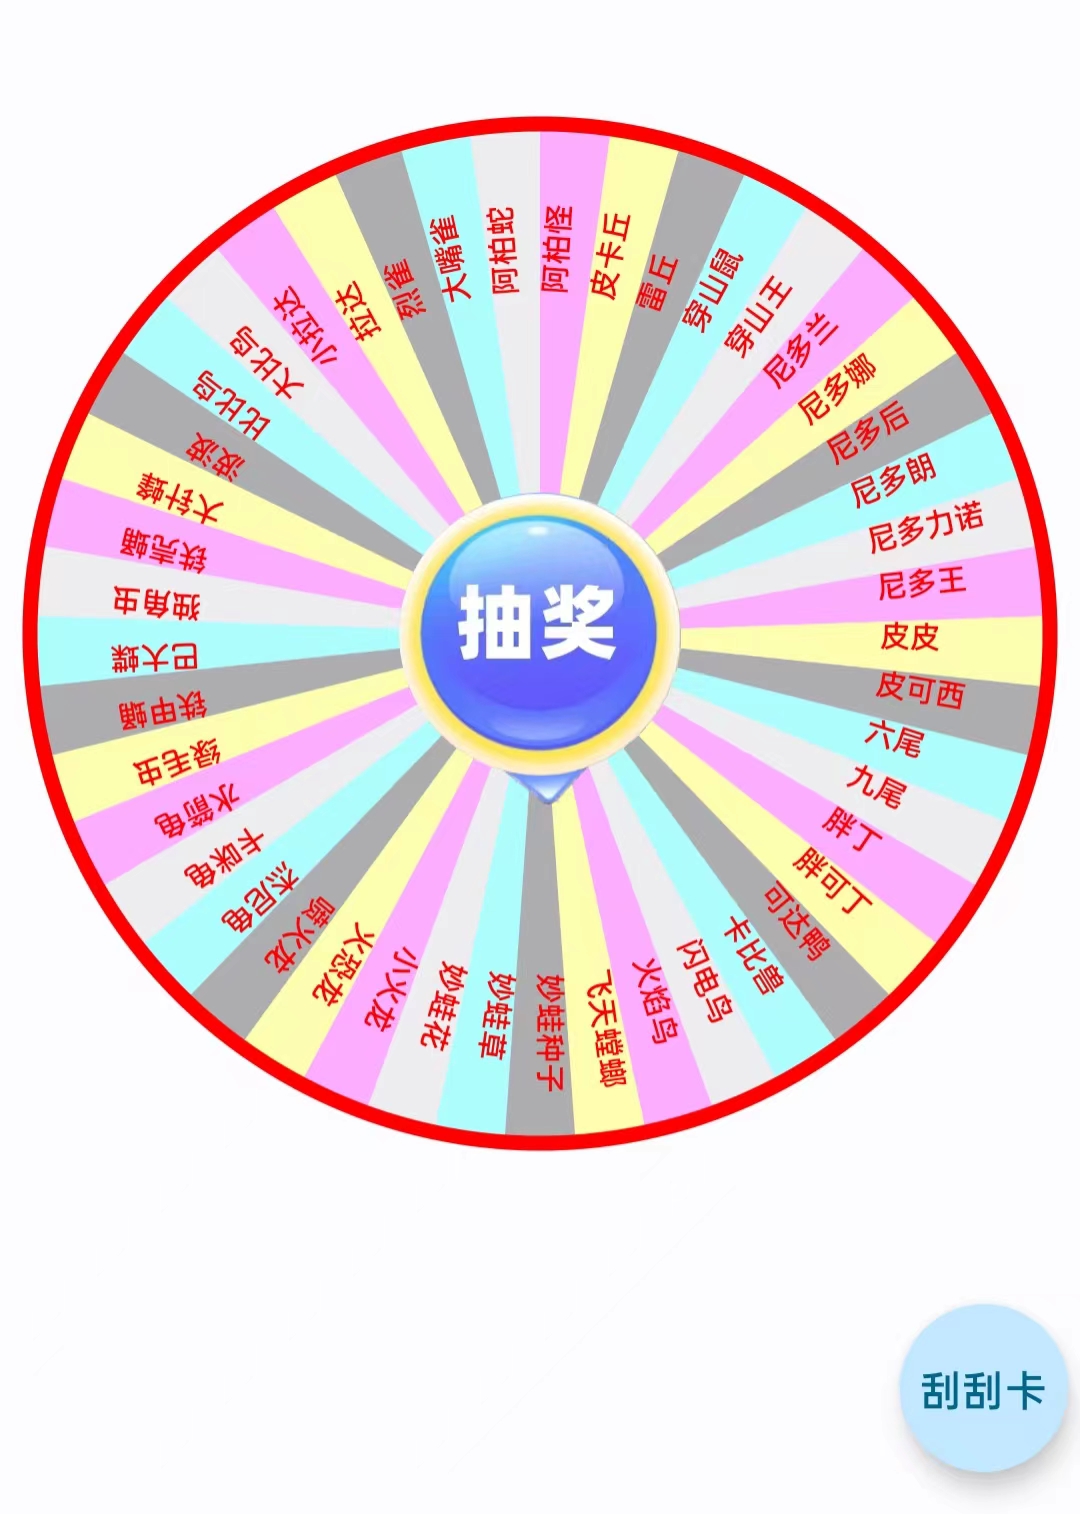 阿柏怪
皮卡丘
雷丘
穿山鼠
穿山王
尼多兰
尼多娜
尼多后
尼多朗
尼多力诺
尼多王
皮皮
皮可西
六尾
九尾
胖丁
胖可丁
可达鸭
卡比兽
闪电鸟
火焰鸟
飞天螳螂
妙蛙种子
妙蛙草
妙蛙花
小火龙
火恐龙
喷火龙
杰尼龟
卡咪龟
水箭龟
绿毛虫
铁甲蛹
巴大蝶
独角虫
铁壳蛹
大针蜂
波波
比比鸟
大比鸟
小拉达
拉达
烈雀
大嘴雀
阿柏蛇
抽奖
刮刮卡